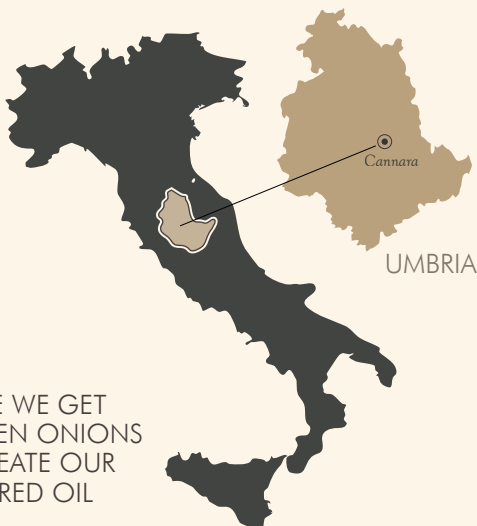 Cannara
UMBRIA
E WE GET
EN ONIONS
EATE OUR
RED OIL